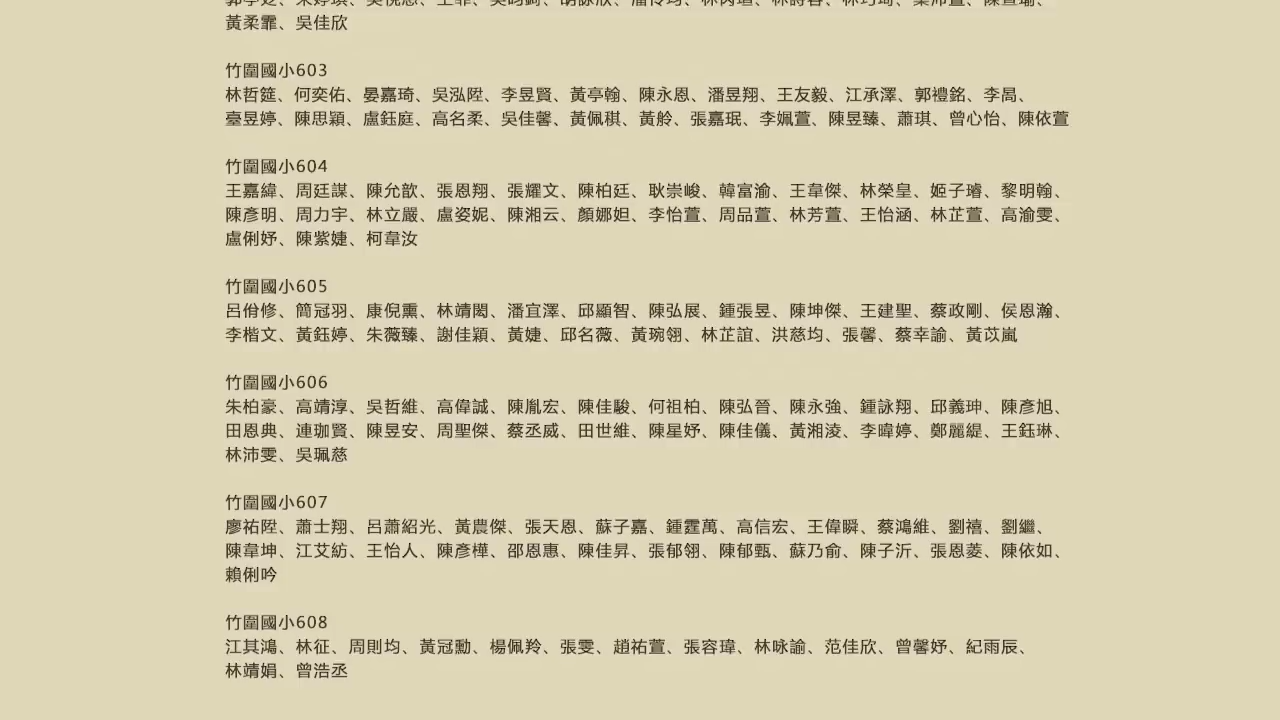 黃柔霏、吳佳欣
竹圍國小603
林哲筵、何奕佑、晏嘉琦、吳泓陞、李昱賢、黃亭翰、陳永恩、潘昱翔、王友毅、江承澤、郭禮銘、李咼、
臺昱婷、陳思穎、盧鈺庭、高名柔、吳佳馨、黃佩稘、黃舲、張嘉珉、李姵萱、陳昱臻、蕭琪、曾心怡、陳依萱
竹圍國小604
王嘉緯、周廷謀、陳允歆、張恩翔、張耀文、陳柏廷、耿崇峻、韓富渝、王韋傑、林榮皇、姬子璿、黎明翰、
陳彥明、周力宇、林立嚴、盧姿妮、陳湘云、顏娜妲、李怡萱、周品萱、林芳萱、王怡涵、林芷萱、高渝雯、
盧俐妤、陳紫婕、柯韋汝
竹圍國小605
呂佾修、簡冠羽、康倪熏、林靖閎、潘宜澤、邱顯智、陳弘展、鍾張昱、陳坤傑、王建聖、蔡政剛、侯恩瀚、
李楷文、黃鈺婷、朱薇臻、謝佳穎、黃婕、邱名薇、黃琬翎、林芷誼、洪慈均、張馨、蔡幸諭、黃苡嵐
竹圍國小606
朱柏豪、高靖淳、吳哲維、高偉誠、陳胤宏、陳佳駿、何祖柏、陳弘晉、陳永強、鍾詠翔、邱義珅、陳彥旭、
田恩典、連珈賢、陳昱安、周聖傑、蔡丞威、田世維、陳星妤、陳佳儀、黃湘淩、李暐婷、鄭麗緹、王鈺琳、
林沛雯、吳珮慈
竹圍國小607
廖祐陞、蕭士翔、呂蕭紹光、黃農傑、張天恩、蘇子嘉、鍾霆萬、高信宏、王偉瞬、蔡鴻維、劉禧、劉繼、
陳韋坤、江艾紡、王怡人、陳彥樺、邵恩惠、陳佳昇、張郁翎、陳郁甄、蘇乃俞、陳子沂、張恩菱、陳依如、
賴俐吟
竹圍國小608
江其鴻、林征、周則均、黃冠勳、楊佩羚、張雯、趙祐萱、張容瑋、林咏諭、范佳欣、曾馨妤、紀雨辰、
林靖娟、曾浩丞